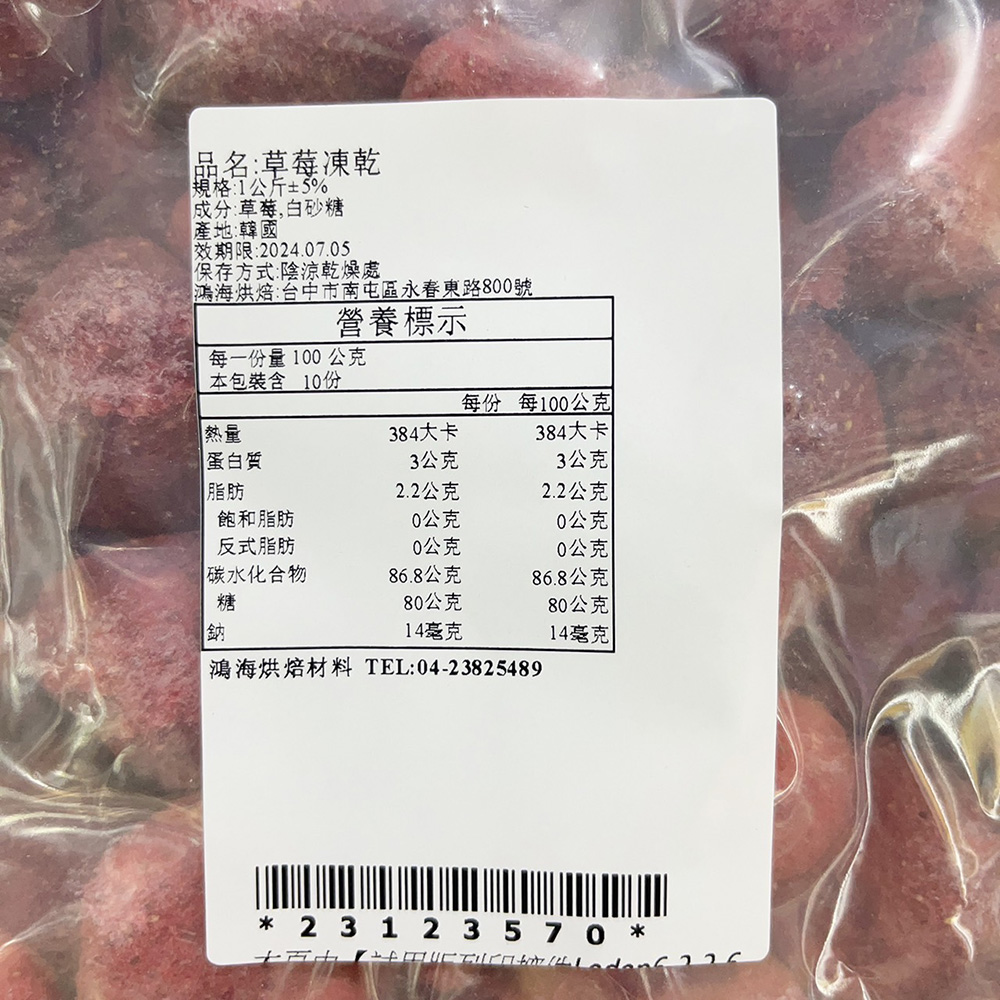 品名:草莓凍乾
規格:1公斤±5%
成分:草莓,白砂糖
產地:韓國
效期限:2024.07.05
保存方式:陰涼乾燥處
鴻海烘焙:台中市南屯區永春東路800號
營養標示
每一份量 100 公克
本包裝含 10份
每份 每100公克
熱量 384大卡 384大卡
蛋白質 3公克 3公克
脂肪 2.2公克 2.2公克
飽和脂肪 0公克 0公克
反式脂肪 0公克 0公克
碳水化合物 86.8公克 86.8公克
糖 80公克 80公克
鈉 14毫克 14毫克
鴻海烘焙材料 TEL:04-23825489
*23123570*